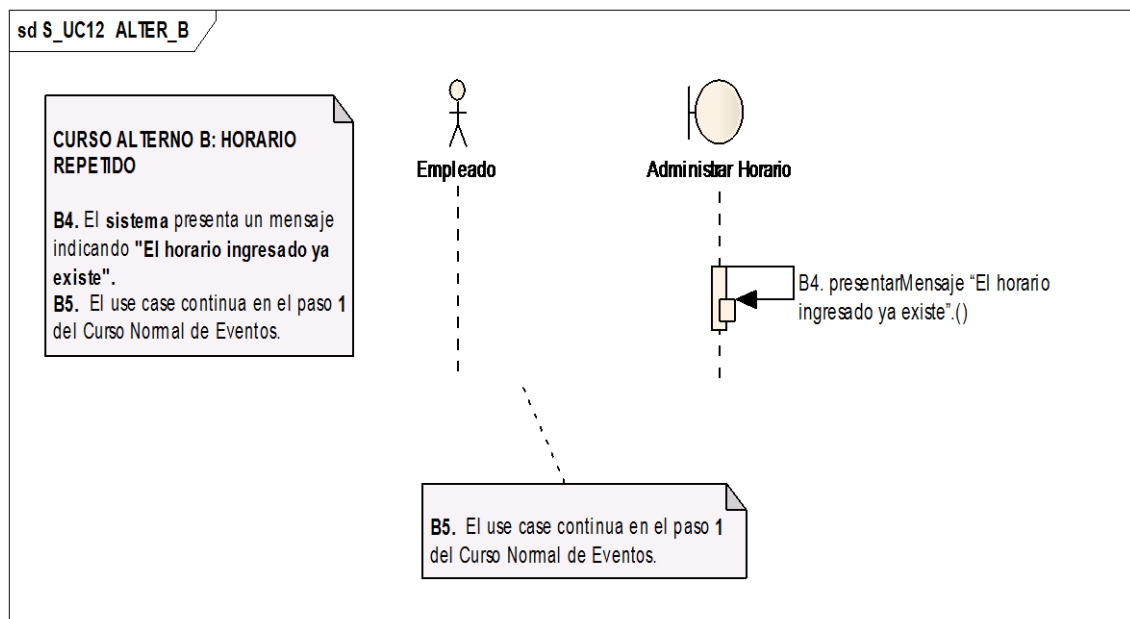 sd S_UC12 ALTER_B
CURSO ALTERNO B: HORARIO
REPETIDO
B4. El sistema presenta un mensaje
indicando "El horario ingresado ya
existe".
B5. El use case continua en el paso 1
del Curso Normal de Eventos.
Empleado
Administrar Horario
B4. presentarMensaje “El horario
ingresado ya existe”.()
B5. El use case continua en el paso 1
del Curso Normal de Eventos.